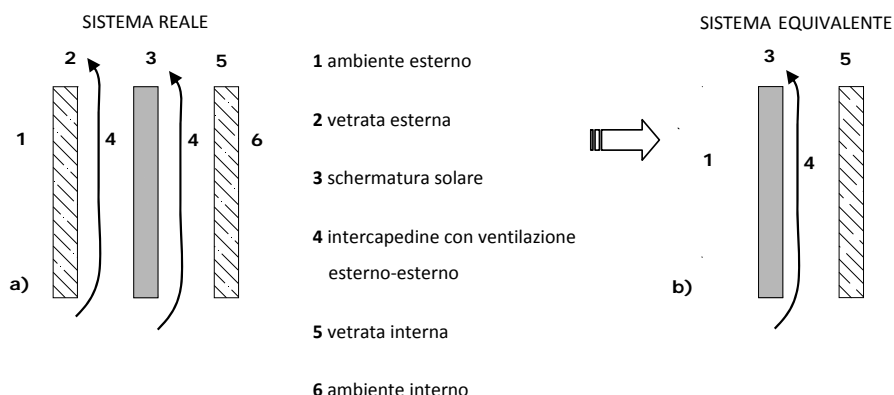 SISTEMA REALE
2 3 5
1 4 4 6
a)
1 ambiente esterno
2 vetrata esterna
3 schermatura solare
4 intercapedine con ventilazione
esterno-esterno
5 vetrata interna
6 ambiente interno
SISTEMA EQUIVALENTE
3 5
1 4
b)